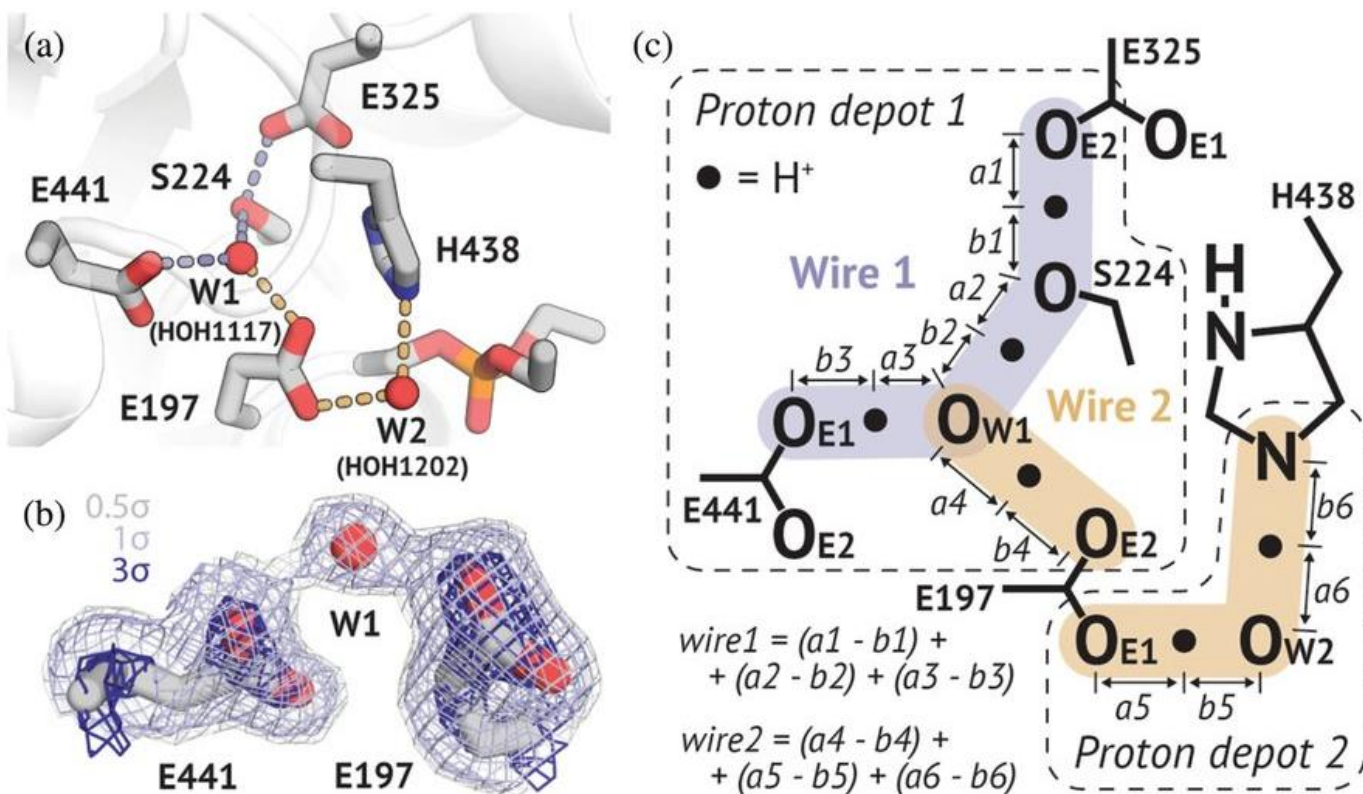 (a)
E325
S224
E441
H438
W1
(HOH1117)
E197
W2
(HOH1202)
(b)
0.5σ
1σ
3σ
W1
E441
E197
(c)
E325
Proton depot 1
OE2
OE1
● = H+
a1
H438
b1
H
Wire 1
a2
O
S224
N
b2
b3
a3
Wire 2
OE1
OW1
N
E441
a4
b6
OE2
b4
OE2
E197
a6
wire1 = (a1 - b1) +
+ (a2 - b2) + (a3 - b3)
OE1
OW2
a5
b5
wire2 = (a4 - b4) +
+ (a5 - b5) + (a6 - b6)
Proton depot 2